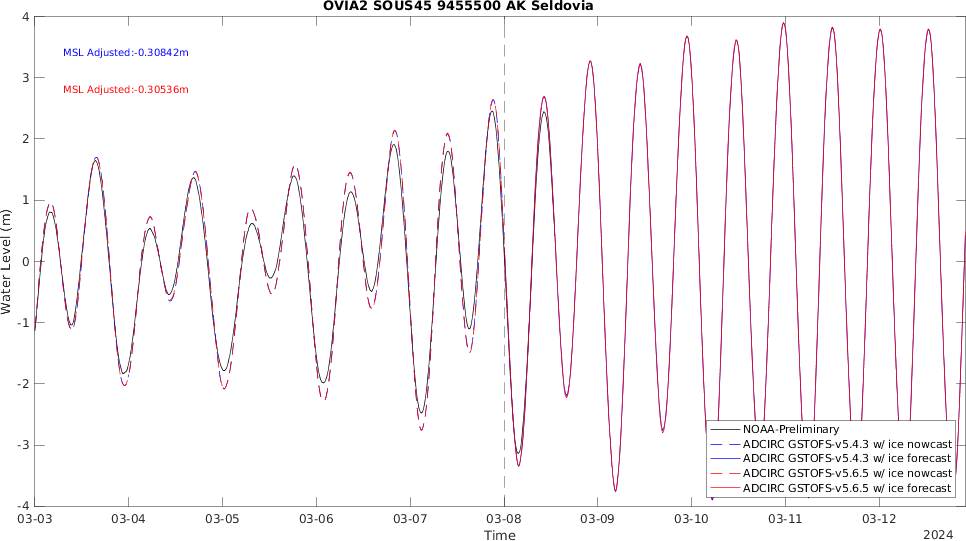 OVIA2 SOUS45 9455500 AK Seldovia
MSL Adjusted:-0.30842m
MSL Adjusted:-0.30536m
Water Level (m)
4
3
2
1
0
-1
-2
-3
-4
NOAA-Preliminary
ADCIRC GSTOFS-v5.4.3 w/ ice nowcast
ADCIRC GSTOFS-v5.4.3 w/ ice forecast
ADCIRC GSTOFS-v5.6.5 w/ ice nowcast
ADCIRC GSTOFS-v5.6.5 w/ ice forecast
03-03 03-04 03-05 03-06 03-07 03-08 03-09 03-10 03-11 03-12
Time
2024